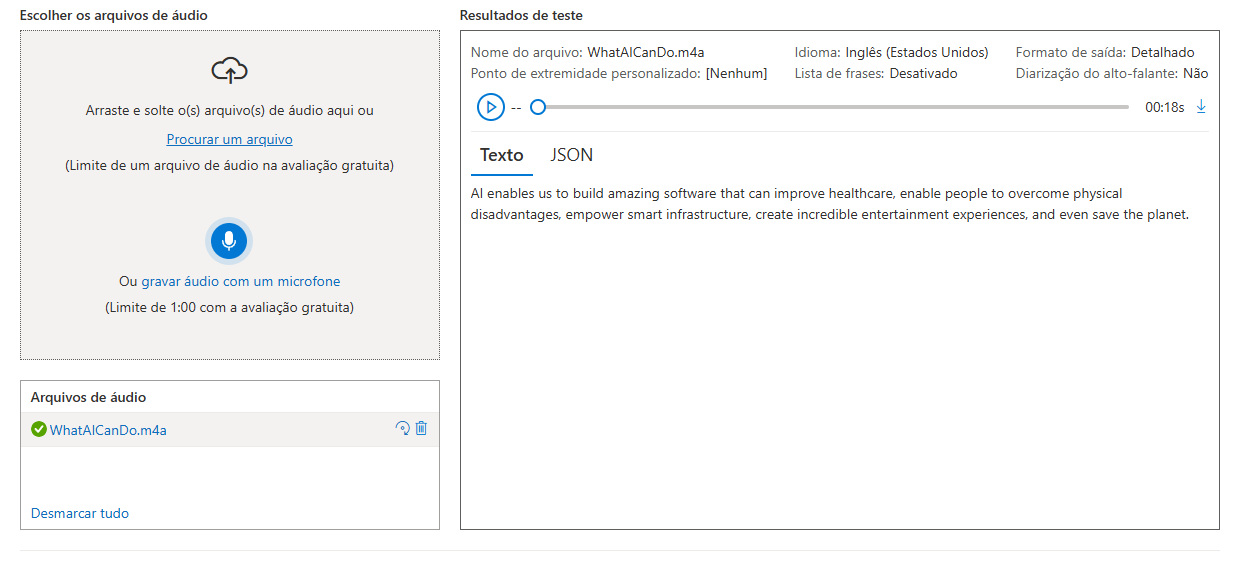 Escolher os arquivos de áudio
Arraste e solte o(s) arquivo(s) de áudio aqui ou
Procurar um arquivo
(Limite de um arquivo de áudio na avaliação gratuita)
Ou gravar áudio com um microfone
(Limite de 1:00 com a avaliação gratuita)
Arquivos de áudio
WhatAICanDo.m4a
Desmarcar tudo
Resultados de teste
Nome do arquivo: WhatAICanDo.m4a Idioma: Inglês (Estados Unidos) Formato de saída: Detalhado
Ponto de extremidade personalizado: [Nenhum] Lista de frases: Desativado Diarização do alto-falante: Não
-- 00:18s
Texto JSON
AI enables us to build amazing software that can improve healthcare, enable people to overcome physical
disadvantages, empower smart infrastructure, create incredible entertainment experiences, and even save the planet.